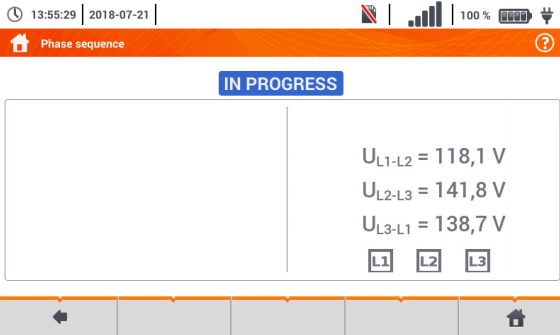 13:55:29 2018-07-21 100 %
Phase sequence ?
IN PROGRESS
UL1-L2 = 118,1 V
UL2-L3 = 141,8 V
UL3-L1 = 138,7 V
L1 L2 L3